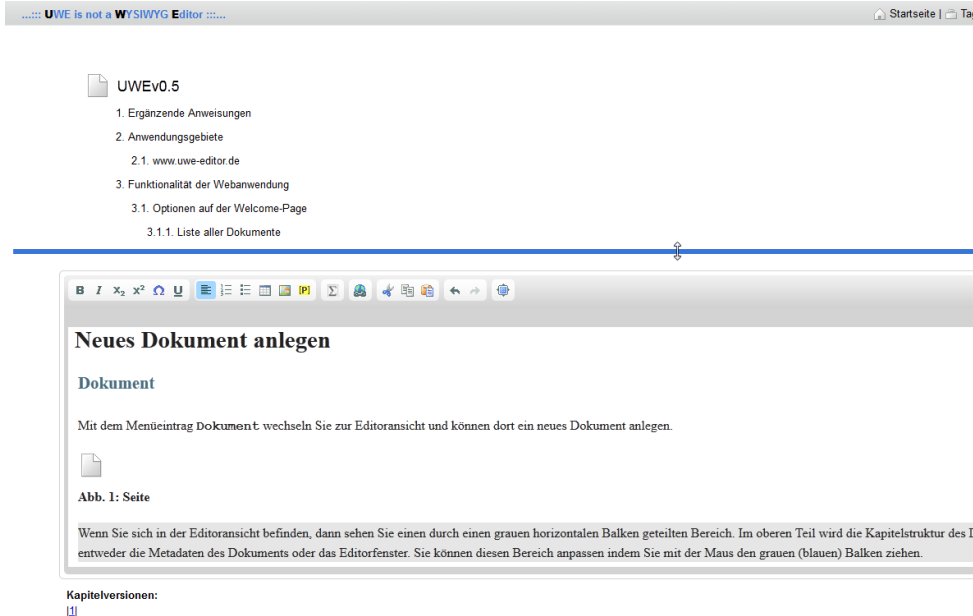 ...::: UWE is not a WYSIWYG Editor :::...
Startseite |
UWEv0.5
1. Ergänzende Anweisungen
2. Anwendungsgebiete
2.1. www.uwe-editor.de
3. Funktionalität der Webanwendung
3.1. Optionen auf der Welcome-Page
3.1.1. Liste aller Dokumente
B I X₂ X² Ω U [P] Σ
Neues Dokument anlegen
Dokument
Mit dem Menüeintrag Dokument wechseln Sie zur Editoransicht und können dort ein neues Dokument anlegen.
Abb. 1: Seite
Wenn Sie sich in der Editoransicht befinden, dann sehen Sie einen durch einen grauen horizontalen Balken geteilten Bereich. Im oberen Teil wird die Kapitelstruktur des
entweder die Metadaten des Dokuments oder das Editorfenster. Sie können diesen Bereich anpassen indem Sie mit der Maus den grauen (blauen) Balken ziehen.
Kapitelversionen:
|1|